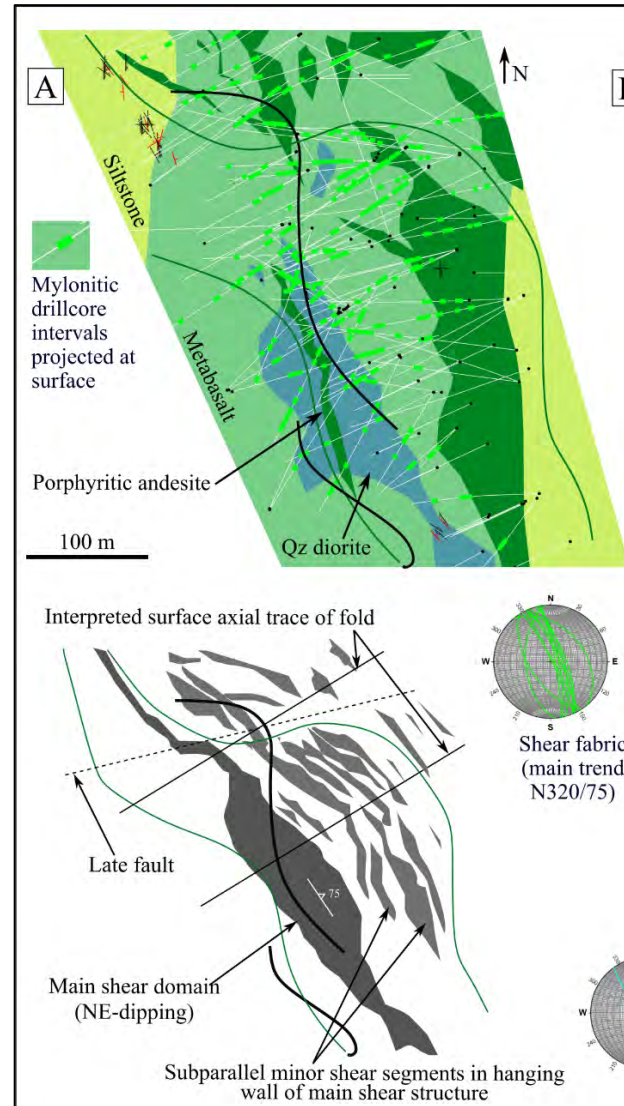 A
N
Siltstone
Mylonitic
drillcore
intervals
projected at
surface
Metabasalt
Porphyritic andesite
Qz diorite
100 m
Interpreted surface axial trace of fold
N
W
E
S
Shear fabric
(main trend
N320/75)
Late fault
75
Main shear domain
(NE-dipping)
Subparallel minor shear segments in hanging
wall of main shear structure
W